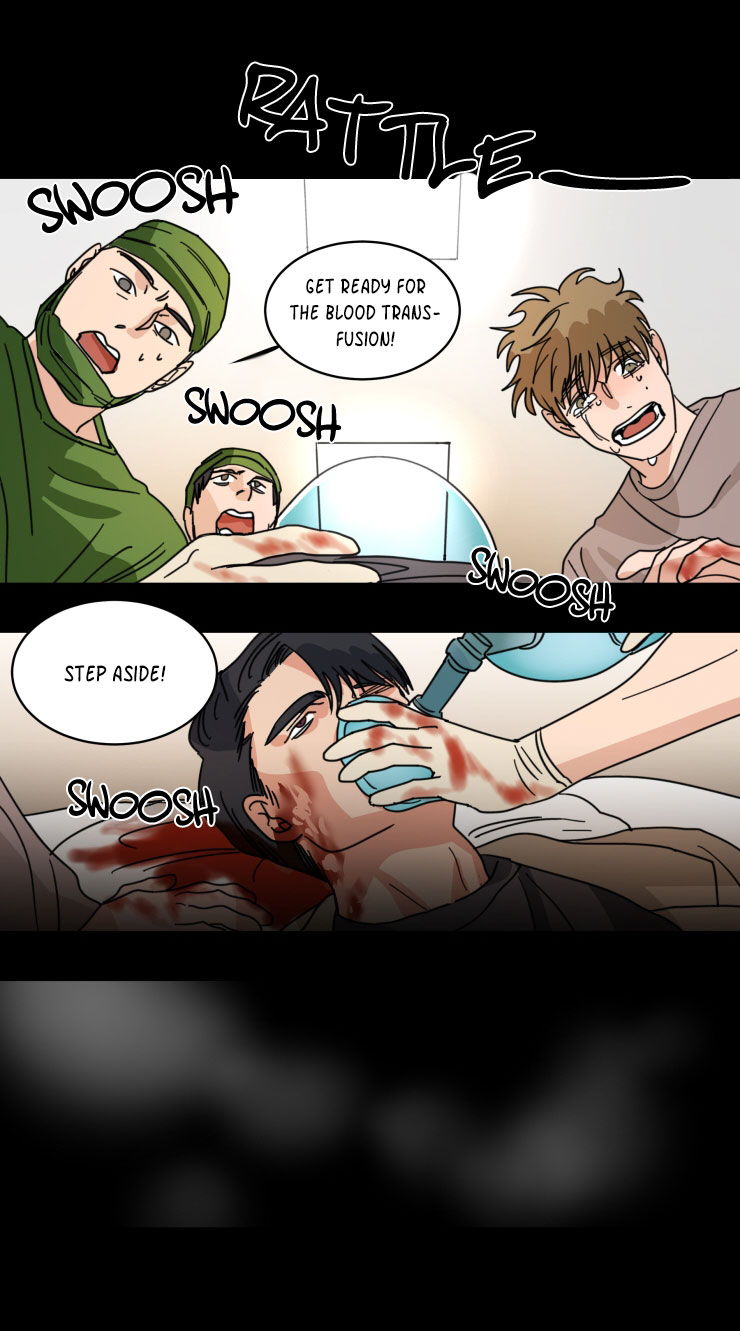 RATTLE
SWOOSH
GET READY FOR
THE BLOOD TRANS-
FUSION!
SWOOSH
SWOOSH
STEP ASIDE!
SWOOSH